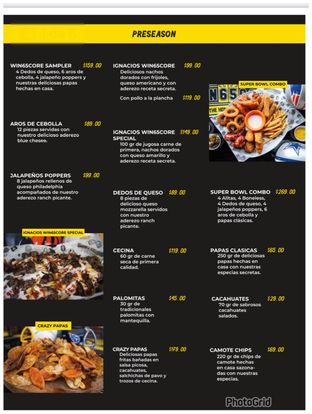 PRESEASON
WIN6SCORE SAMPLER $159.00
4 Dedos de queso, 6 aros de
cebolla, 4 jalapeño poppers y
nuestras deliciosas papas
hechas en casa.
AROS DE CEBOLLA $89.00
12 piezas servidas con
nuestro delicioso aderezo
blue cheese.
JALAPEÑOS POPPERS $99.00
8 jalapeños rellenos de
queso philadelphia
acompañados de nuestro
aderezo ranch picante.
IGNACIOS WIN6SCORE SPECIAL
CRAZY PAPAS
IGNACIOS WIN6SCORE $99.00
Deliciosos nachos
dorados con frijoles,
queso americano y con
aderezo receta secreta.
Con pollo a la plancha $119.00
IGNACIOS WIN6SCORE $149.00
SPECIAL
100 gr de jugosa carne de
primera, nachos dorados
con queso amarillo y
aderezo receta secreta.
DEDOS DE QUESO $89.00
8 piezas de
delicioso queso
mozzarella servidos
con nuestro
aderezo ranch
picante.
CECINA $119.00
60 gr de carne
seca de primera
calidad.
PALOMITAS $45.00
30 gr de
tradicionales
palomitas con
mantequilla.
CRAZY PAPAS $179.00
Deliciosas papas
fritas bañadas en
salsa picosa,
cacahuates,
salchichas de pavo y
trozos de cecina.
SUPER BOWL COMBO
SUPER BOWL COMBO $269.00
4 Alitas, 4 Boneless,
4 Dedos de queso, 4
jalapeños poppers, 6
aros de cebolla y
papas clásicas.
PAPAS CLASICAS $65.00
250 gr de deliciosas
papas hechas en
casa con nuestras
especias secretas.
CACAHUATES $29.00
70 gr de sabrosos
cacahuates
salados.
CAMOTE CHIPS $69.00
220 gr de chips de
camote hechas
en casa sazona-
das con nuestras
especias.
PhotoGrid